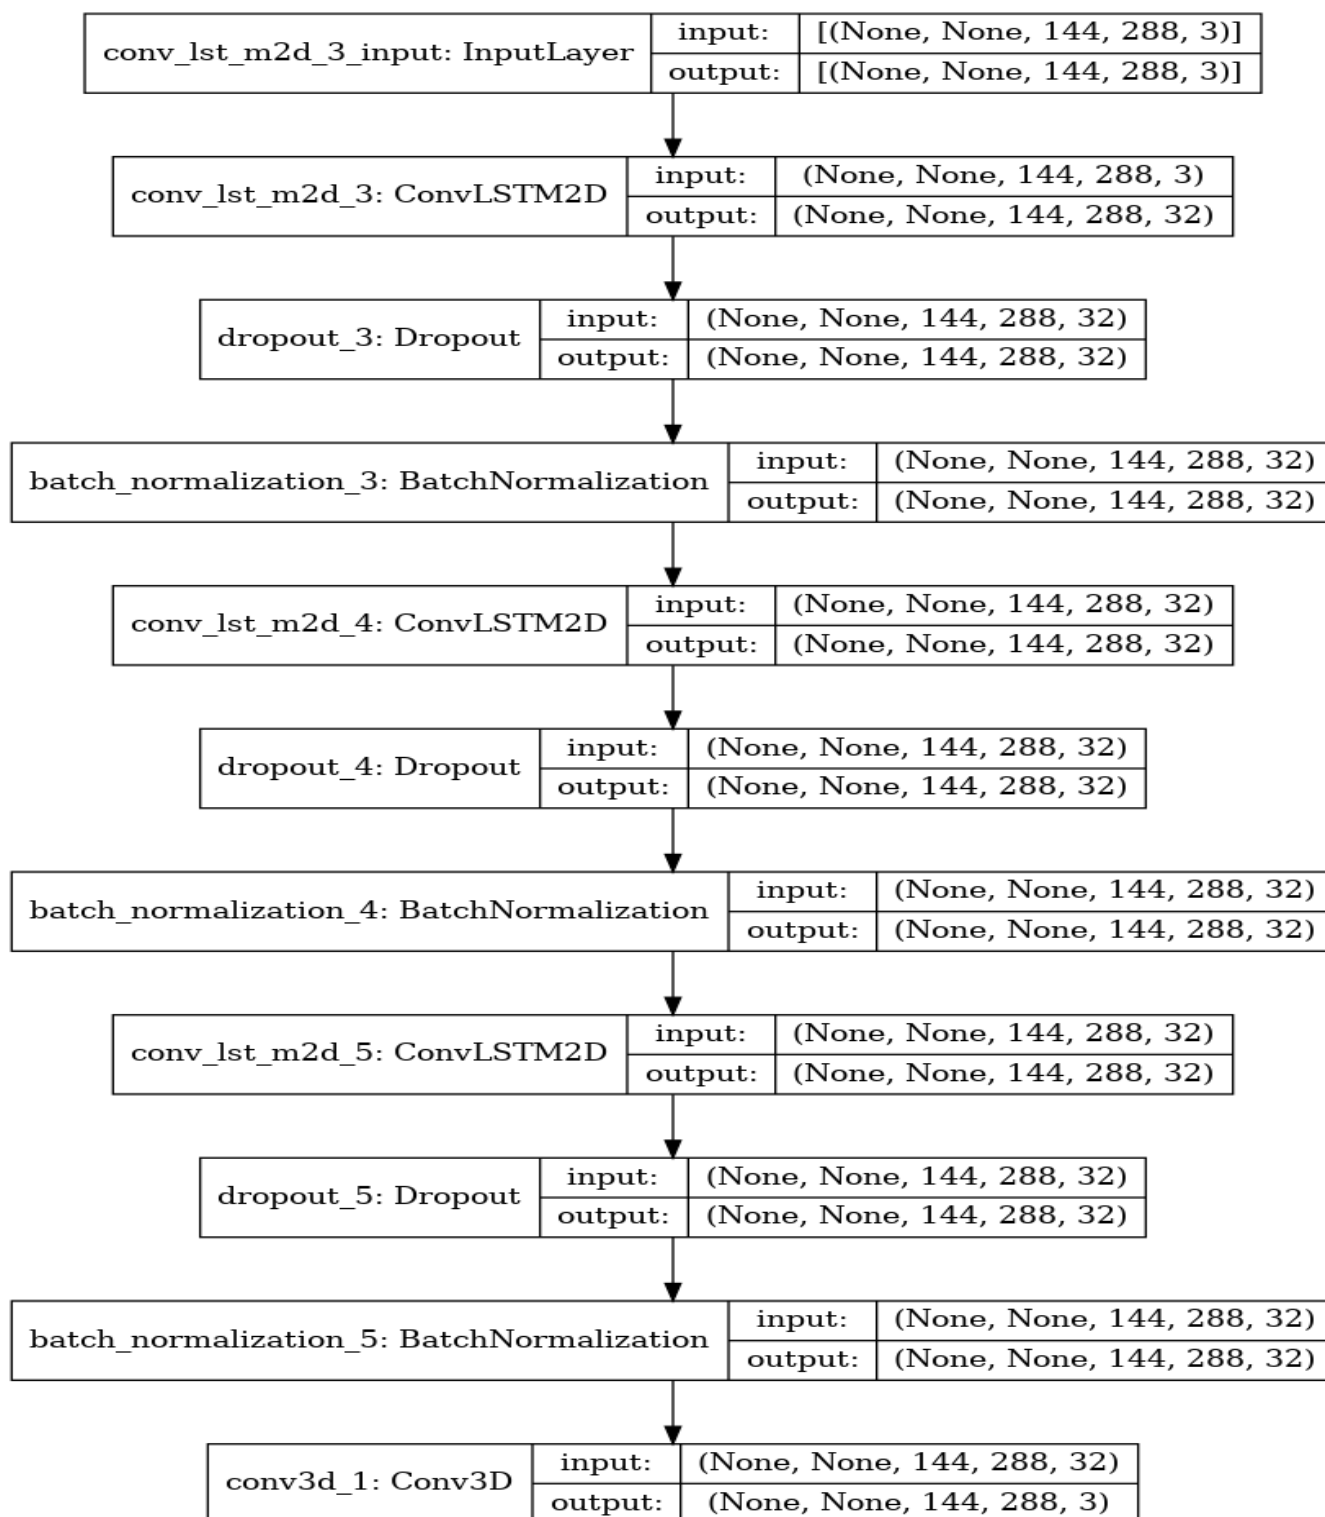 conv_lst_m2d_3_input: InputLayer
input: [(None, None, 144, 288, 3)]
output: [(None, None, 144, 288, 3)]
conv_lst_m2d_3: ConvLSTM2D
input: (None, None, 144, 288, 3)
output: (None, None, 144, 288, 32)
dropout_3: Dropout
input: (None, None, 144, 288, 32)
output: (None, None, 144, 288, 32)
batch_normalization_3: BatchNormalization
input: (None, None, 144, 288, 32)
output: (None, None, 144, 288, 32)
conv_lst_m2d_4: ConvLSTM2D
input: (None, None, 144, 288, 32)
output: (None, None, 144, 288, 32)
dropout_4: Dropout
input: (None, None, 144, 288, 32)
output: (None, None, 144, 288, 32)
batch_normalization_4: BatchNormalization
input: (None, None, 144, 288, 32)
output: (None, None, 144, 288, 32)
conv_lst_m2d_5: ConvLSTM2D
input: (None, None, 144, 288, 32)
output: (None, None, 144, 288, 32)
dropout_5: Dropout
input: (None, None, 144, 288, 32)
output: (None, None, 144, 288, 32)
batch_normalization_5: BatchNormalization
input: (None, None, 144, 288, 32)
output: (None, None, 144, 288, 32)
conv3d_1: Conv3D
input: (None, None, 144, 288, 32)
output: (None, None, 144, 288, 3)